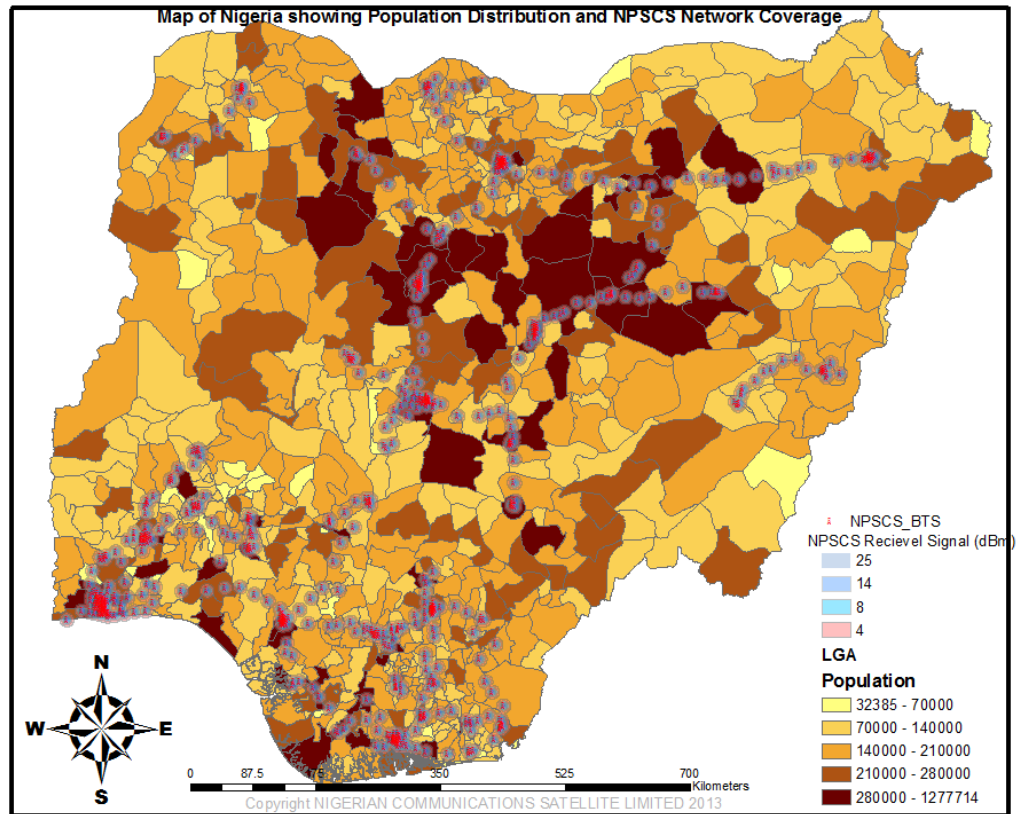 Map of Nigeria showing Population Distribution and NPSCS Network Coverage
NPSCS_BTS
NPSCS Recievel Signal (dBm)
25
14
8
4
LGA
Population
32385 - 70000
70000 - 140000
140000 - 210000
210000 - 280000
280000 - 1277714
N
W
E
S
0
87.5
350
525
700
Kilometers
Copyright NIGERIAN COMMUNICATIONS SATELLITE LIMITED 2013